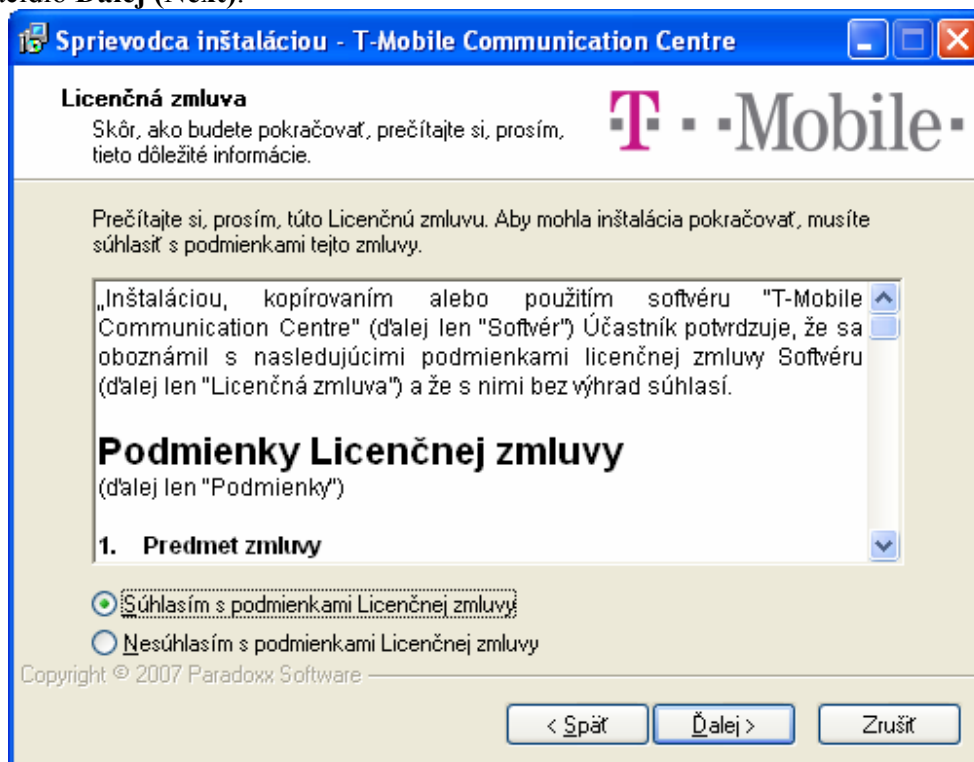 Ďalej (Next).
Sprievodca inštaláciou - T-Mobile Communication Centre
Licenčná zmluva
Skôr, ako budete pokračovať, prečítajte si, prosím,
tieto dôležité informácie.
T · · Mobile ·
Prečítajte si, prosím, túto Licenčnú zmluvu. Aby mohla inštalácia pokračovať, musíte
súhlasiť s podmienkami tejto zmluvy.
„Inštaláciou, kopírovaním alebo použitím softvéru "T-Mobile
Communication Centre" (ďalej len "Softvér") Účastník potvrdzuje, že sa
oboznámil s nasledujúcimi podmienkami licenčnej zmluvy Softvéru
(ďalej len "Licenčná zmluva") a že s nimi bez výhrad súhlasí.
Podmienky Licenčnej zmluvy
(ďalej len "Podmienky")
1. Predmet zmluvy
Súhlasím s podmienkami Licenčnej zmluvy
Nesúhlasím s podmienkami Licenčnej zmluvy
Copyright © 2007 Paradoxx Software
< Späť
Ďalej >
Zrušiť